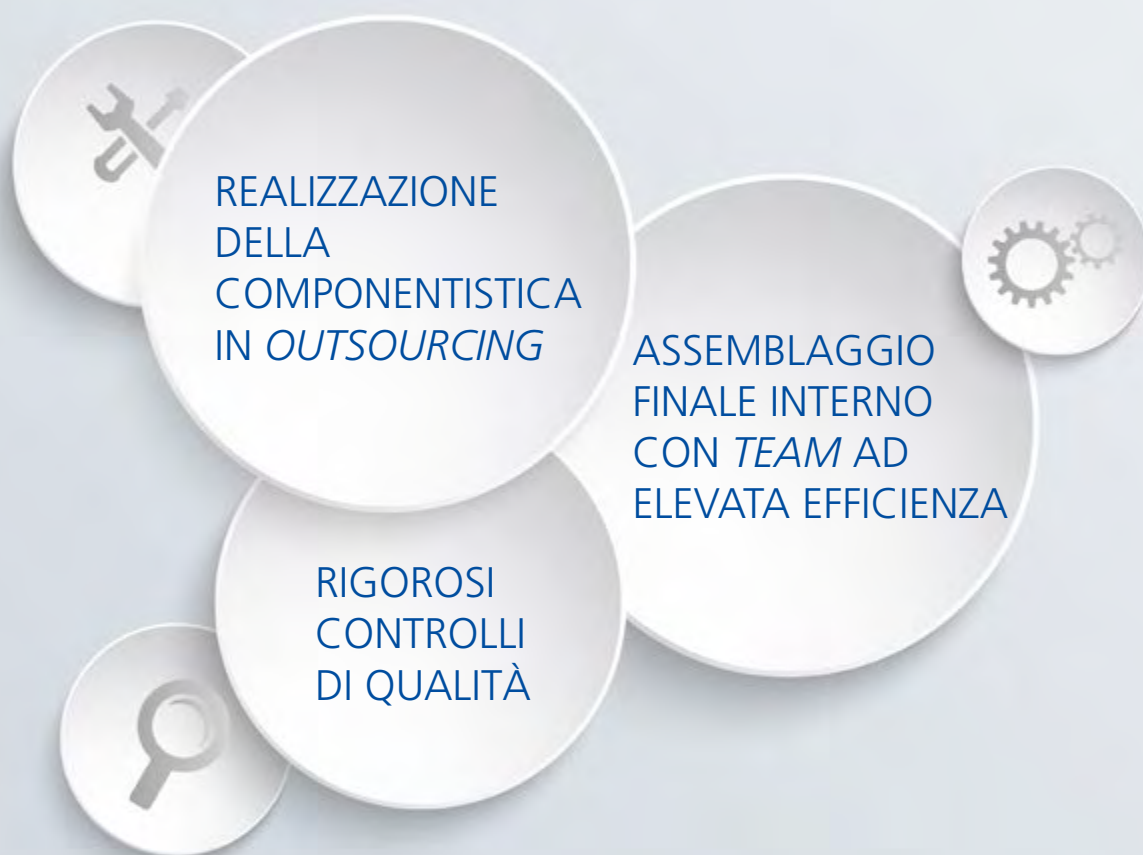 REALIZZAZIONE
DELLA
COMPONENTISTICA
IN OUTSOURCING
ASSEMBLAGGIO
FINALE INTERNO
CON TEAM AD
ELEVATA EFFICIENZA
RIGOROSI
CONTROLLI
DI QUALITÀ